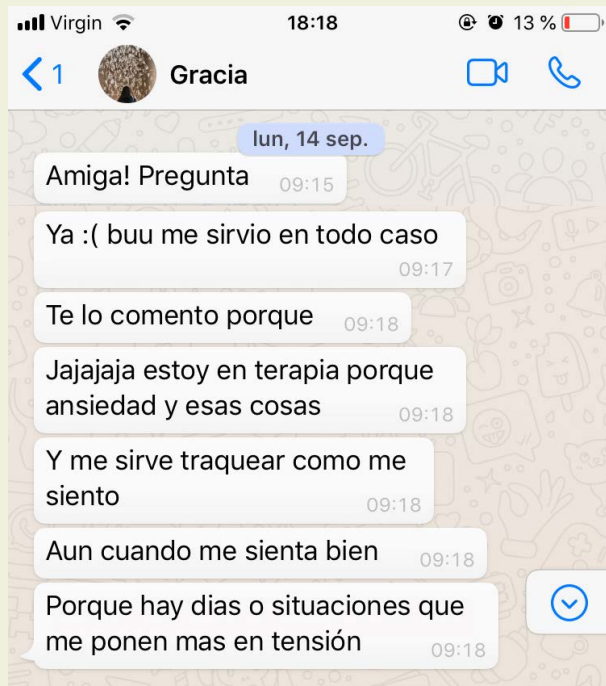 Virgin 18:18 13 %
1 Gracia
lun, 14 sep.
Amiga! Pregunta 09:15
Ya :( buu me sirvio en todo caso
09:17
Te lo comento porque 09:18
Jajajaja estoy en terapia porque
ansiedad y esas cosas 09:18
Y me sirve traquear como me
siento 09:18
Aun cuando me sienta bien 09:18
Porque hay dias o situaciones que
me ponen mas en tensión 09:18